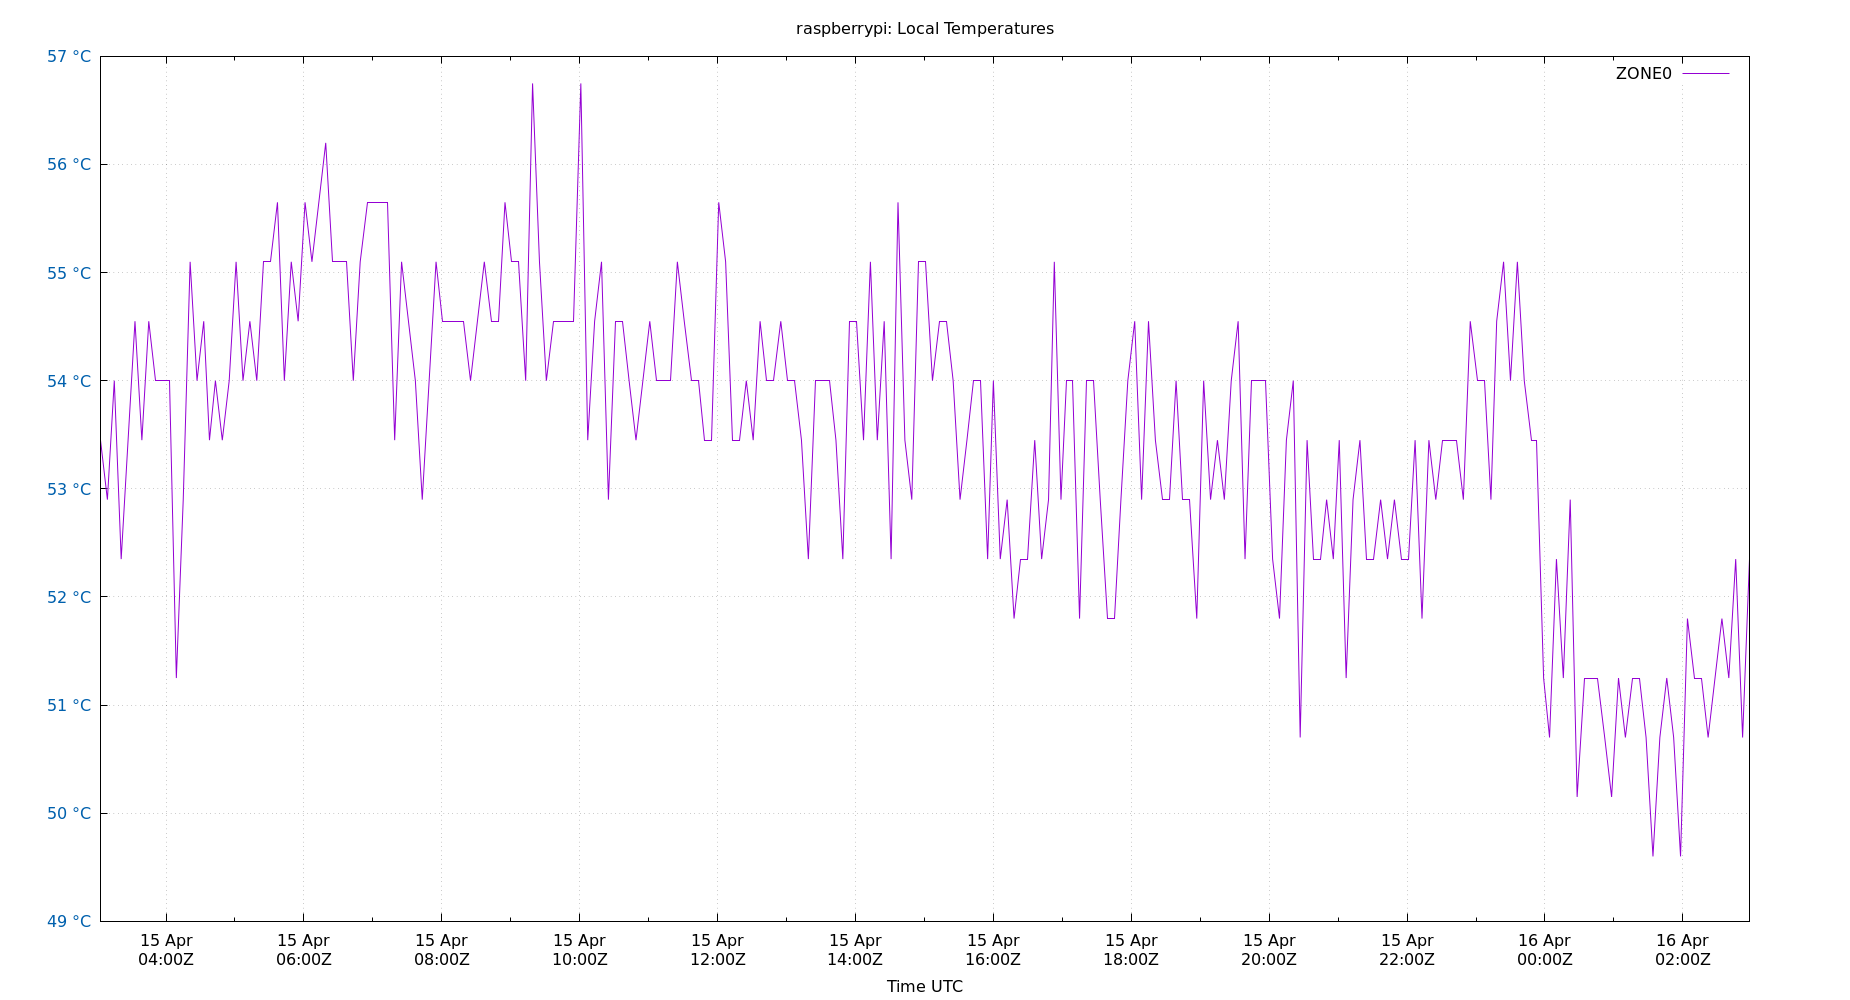 raspberrypi: Local Temperatures
57 °C
ZONE0
56 °C
55 °C
54 °C
53 °C
52 °C
51 °C
50 °C
49 °C
15 Apr 15 Apr 15 Apr 15 Apr 15 Apr 15 Apr 15 Apr 15 Apr 15 Apr 15 Apr 16 Apr 16 Apr
04:00Z 06:00Z 08:00Z 10:00Z 12:00Z 14:00Z 16:00Z 18:00Z 20:00Z 22:00Z 00:00Z 02:00Z
Time UTC